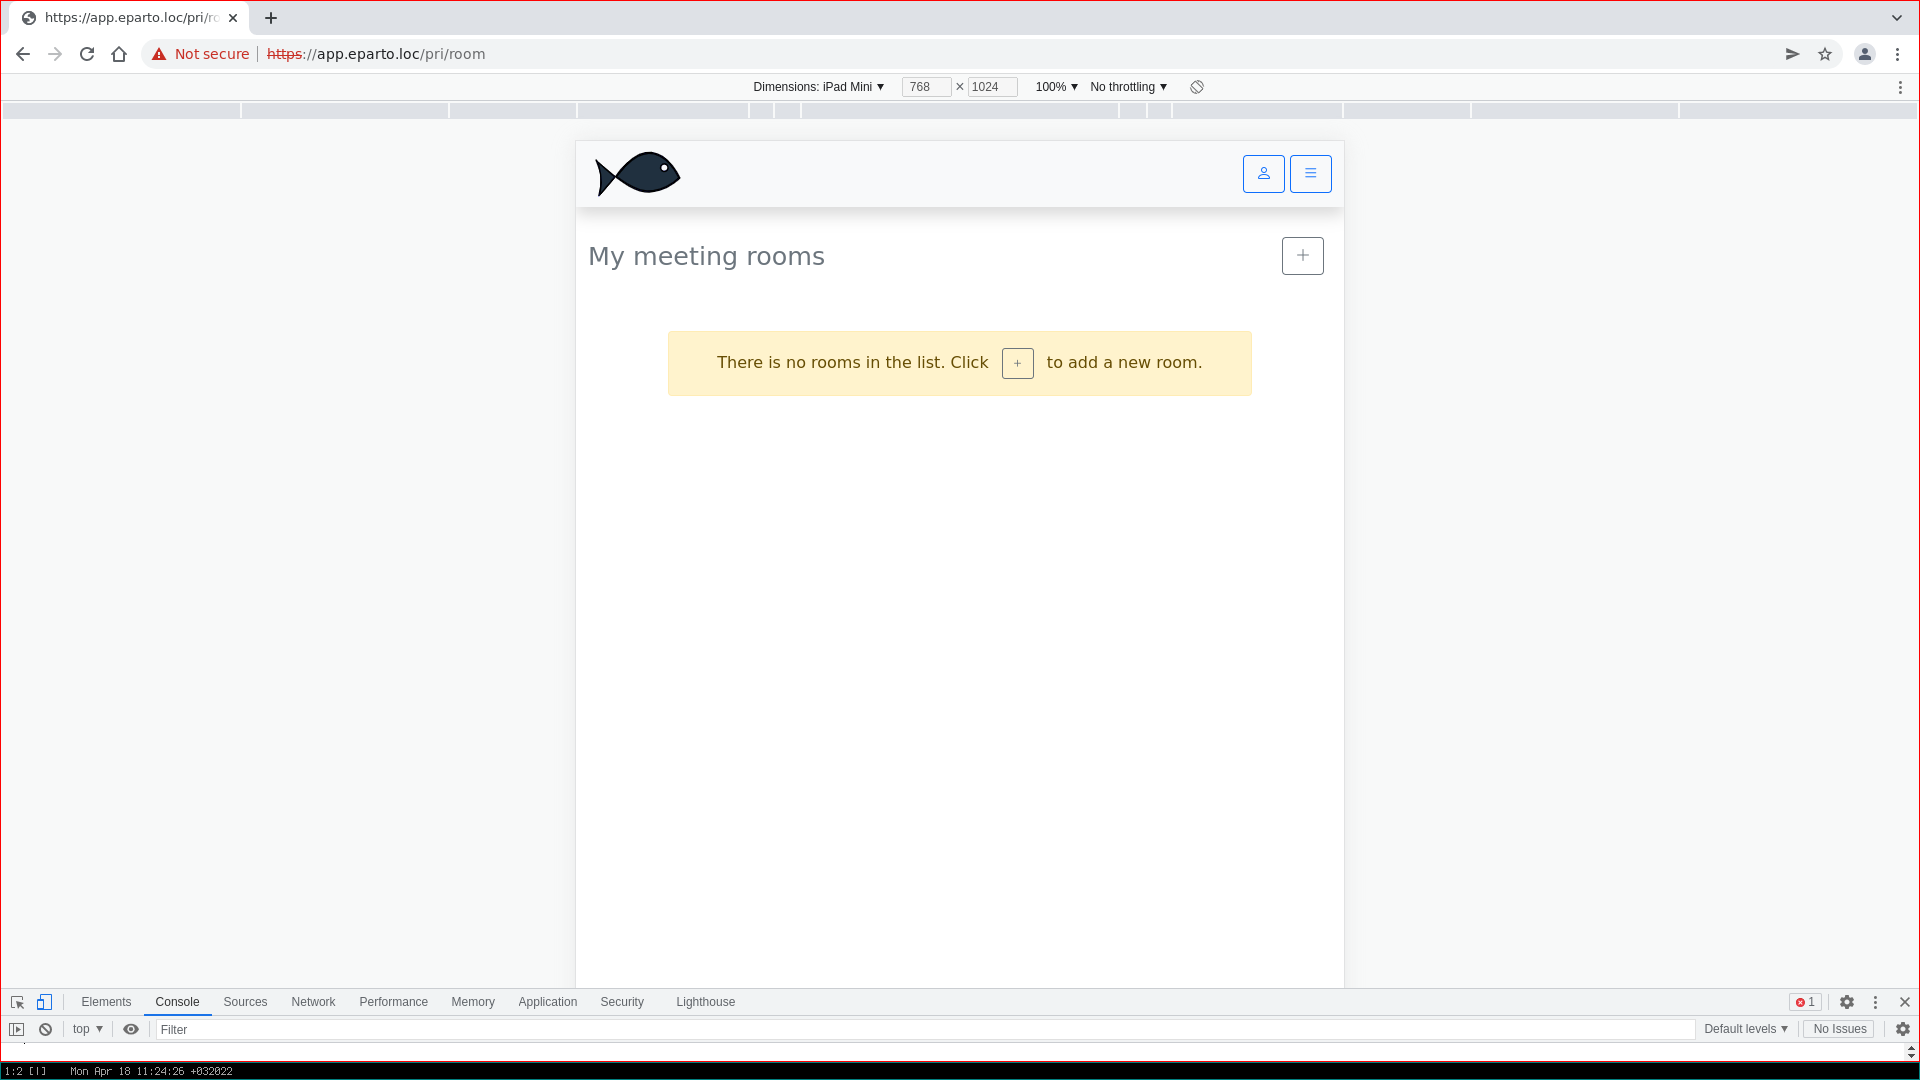 https://app.eparto.loc/pri/ro
Not secure https://app.eparto.loc/pri/room
Dimensions: iPad Mini ▼ 768 × 1024 100% ▼ No throttling ▼
My meeting rooms +
There is no rooms in the list. Click + to add a new room.
Elements Console Sources Network Performance Memory Application Security Lighthouse 1
top ▼ Filter Default levels ▼ No Issues
1:2 [|] Mon Apr 18 11:24:26 +032022